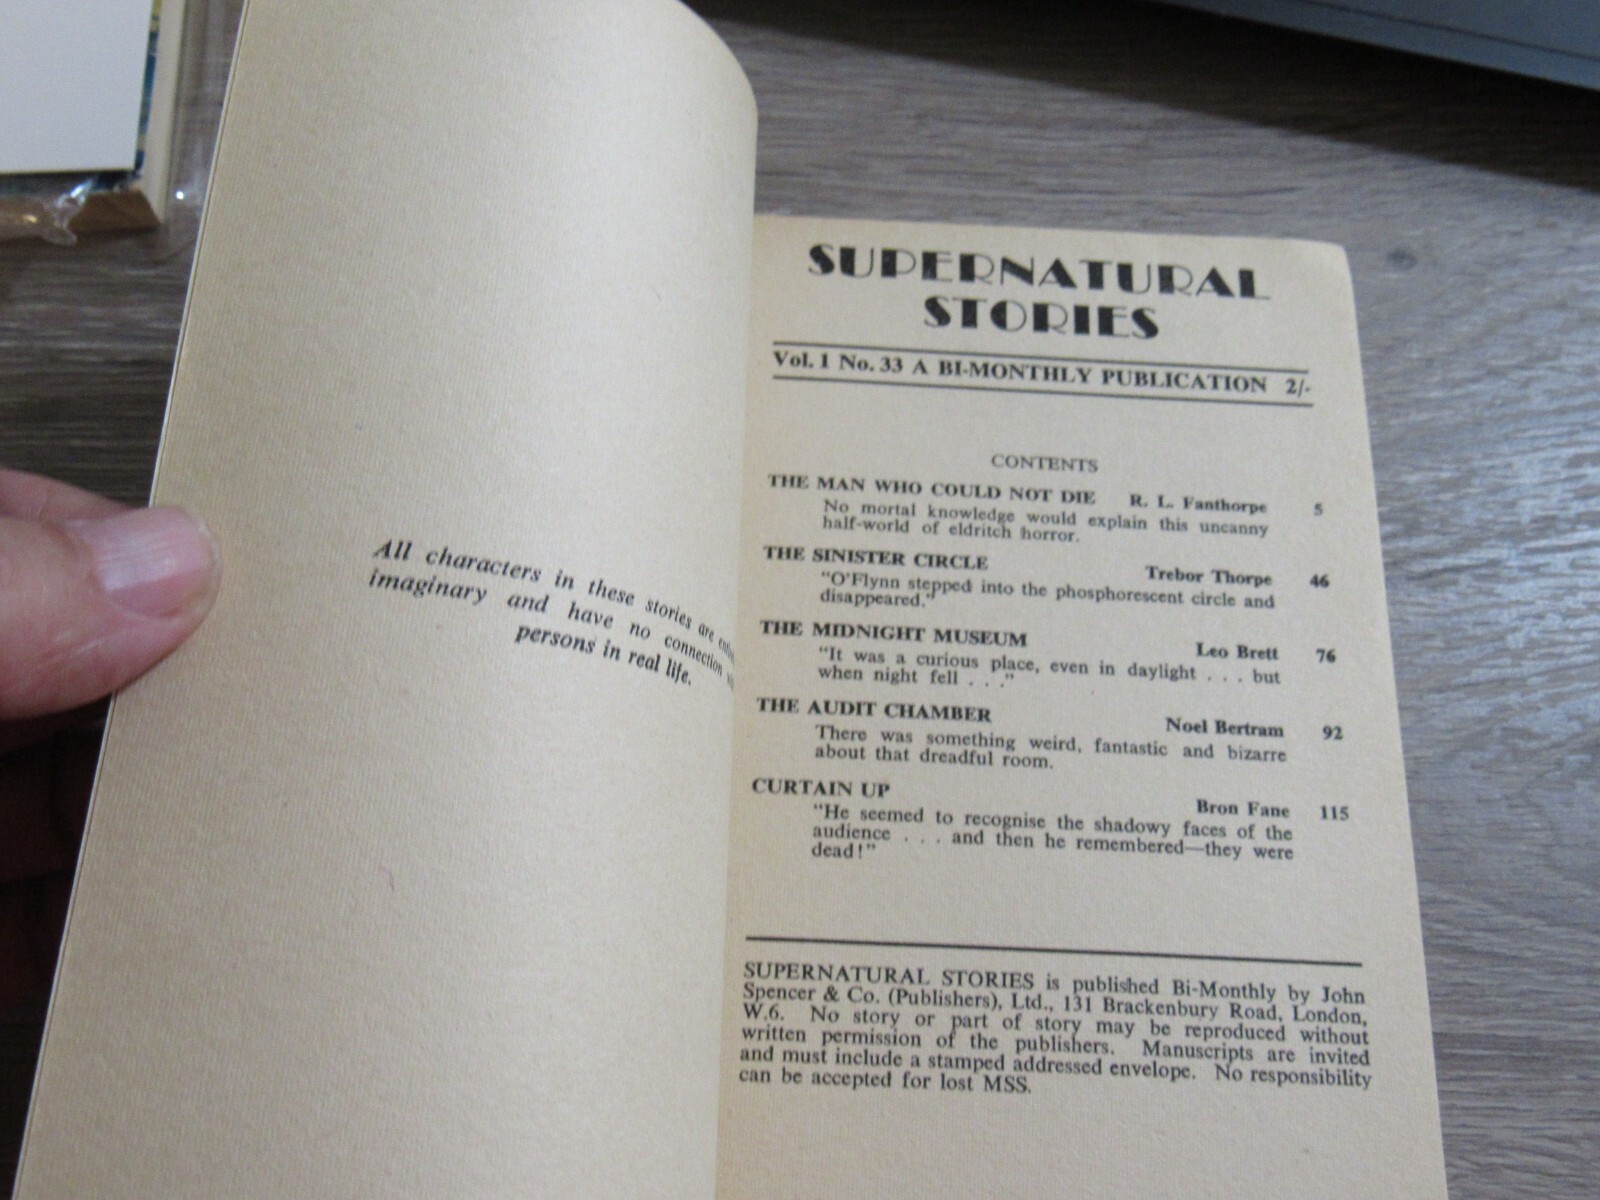 All characters in these stories are
imaginary and have no connection
persons in real life.
SUPERNATURAL
STORIES
Vol. 1 No. 33 A BI-MONTHLY PUBLICATION 2/-
CONTENTS
THE MAN WHO COULD NOT DIE R. L. Fanthorpe 5
No mortal knowledge would explain this uncanny
half-world of eldritch horror.
THE SINISTER CIRCLE Trebor Thorpe 46
"O'Flynn stepped into the phosphorescent circle and
disappeared."
THE MIDNIGHT MUSEUM Leo Brett 76
"It was a curious place, even in daylight . . . but
when night fell . . ."
THE AUDIT CHAMBER Noel Bertram 92
There was something weird, fantastic and bizarre
about that dreadful room.
CURTAIN UP Bron Fane 115
"He seemed to recognise the shadowy faces of the
audience . . . and then he remembered—they were
dead!"
SUPERNATURAL STORIES is published Bi-Monthly by John
Spencer & Co. (Publishers), Ltd., 131 Brackenbury Road, London,
W.6. No story or part of story may be reproduced without
written permission of the publishers. Manuscripts are invited
and must include a stamped addressed envelope. No responsibility
can be accepted for lost MSS.